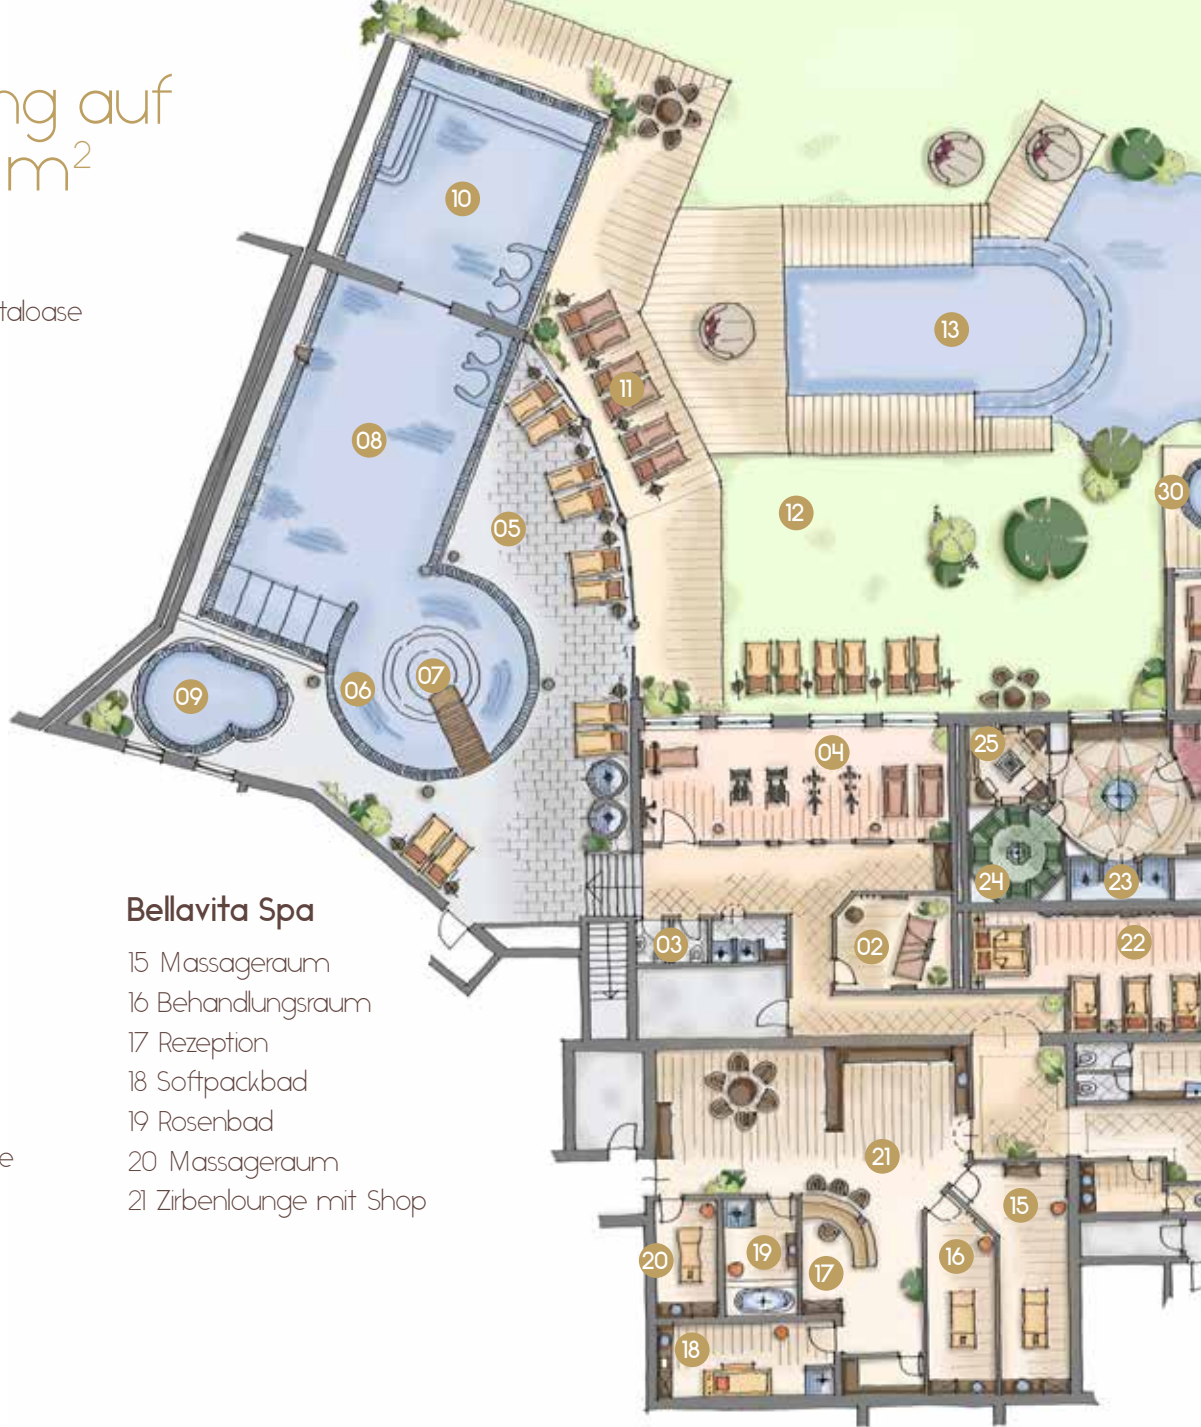 ng auf
m²
taloase
e
Bellavita Spa
15 Massageraum
16 Behandlungsraum
17 Rezeption
18 Softpackbad
19 Rosenbad
20 Massageraum
21 Zirbenlounge mit Shop
10
13
11
08
30
12
05
07
06
09
25
04
24
23
03
02
22
21
15
20
19
16
17
18